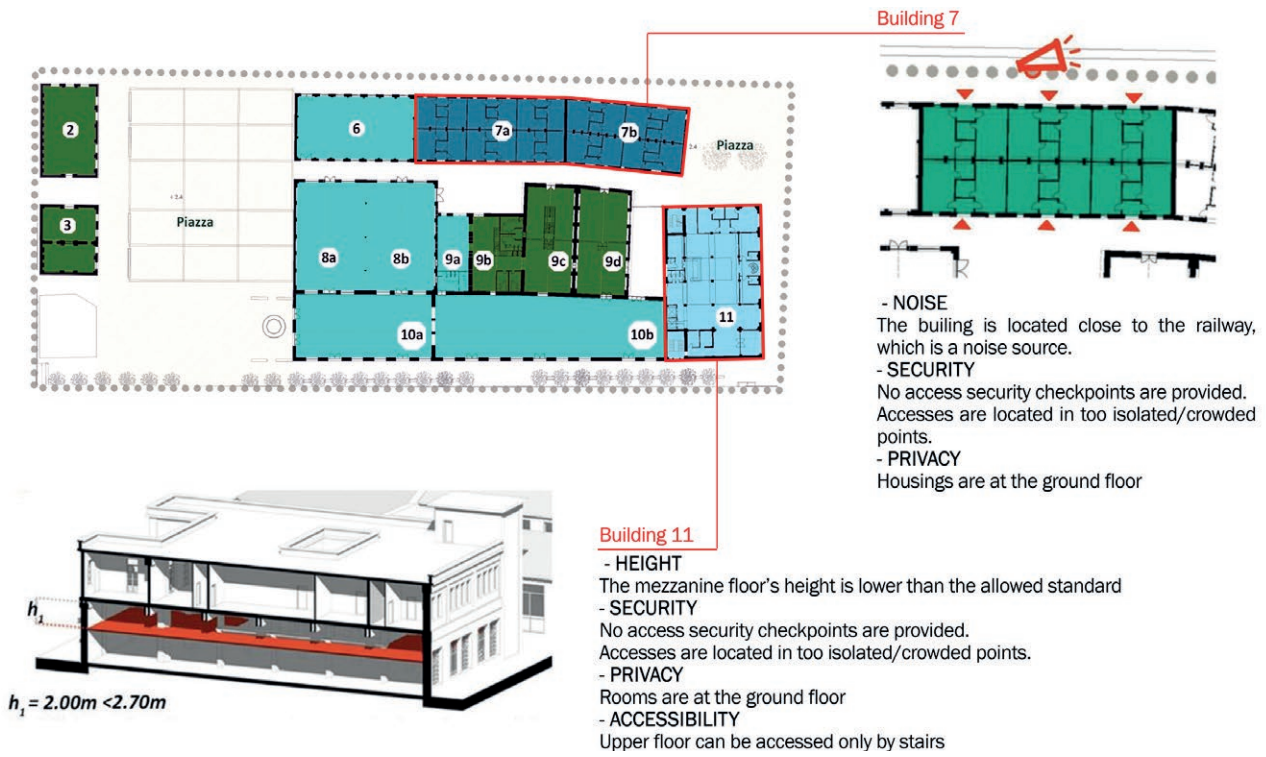 Building 7
2
6
7a
7b
3.4
Piazza
3
+ 3.4
Piazza
8a
8b
9a
9b
9c
9d
10a
10b
11
- NOISE
The builing is located close to the railway,
which is a noise source.
- SECURITY
No access security checkpoints are provided.
Accesses are located in too isolated/crowded
points.
- PRIVACY
Housings are at the ground floor
Building 11
- HEIGHT
The mezzanine floor's height is lower than the allowed standard
- SECURITY
No access security checkpoints are provided.
Accesses are located in too isolated/crowded points.
- PRIVACY
Rooms are at the ground floor
- ACCESSIBILITY
Upper floor can be accessed only by stairs
h₁
h₁ = 2.00m <2.70m